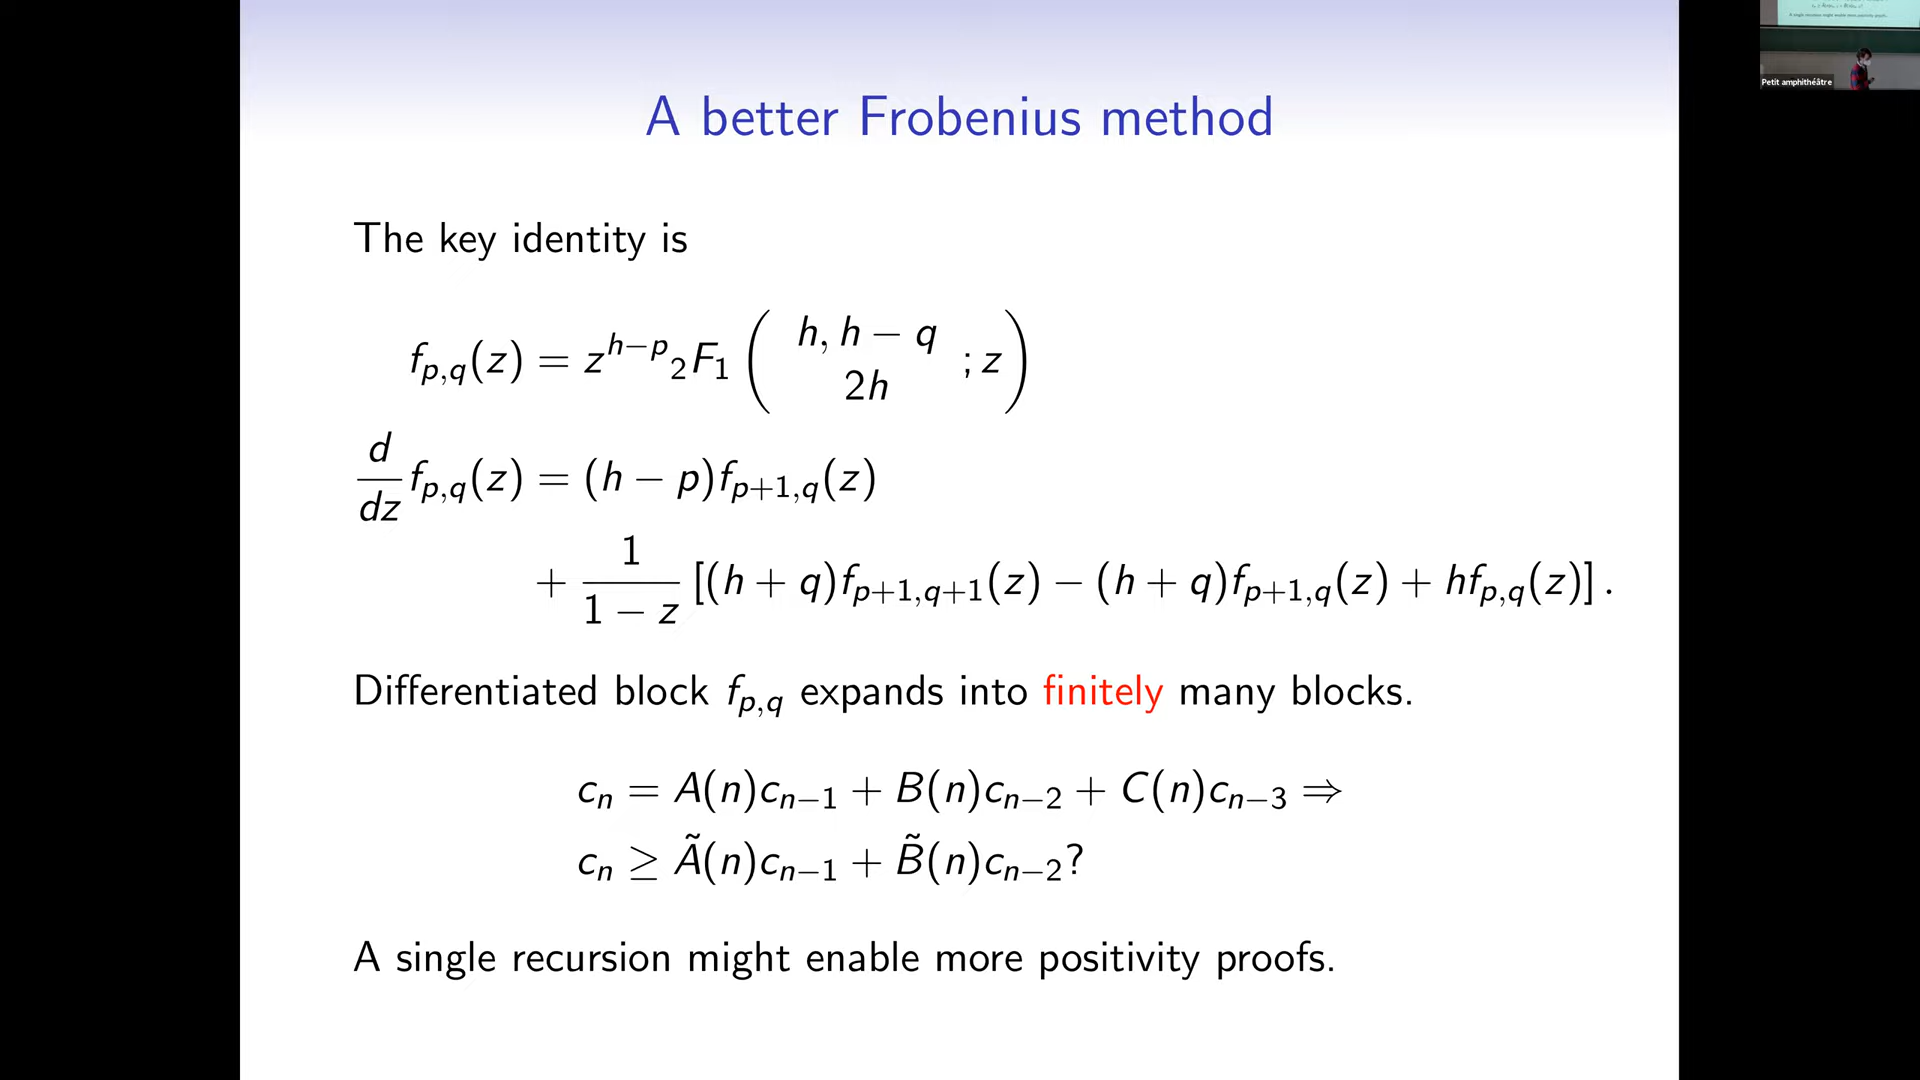 A better Frobenius method
The key identity is
f_{p,q}(z) = z^{h−p} ₂F₁ ( h, h − q ; z )
2h
d/dz f_{p,q}(z) = (h − p)f_{p+1,q}(z)
+ 1/(1 − z) [(h + q)f_{p+1,q+1}(z) − (h + q)f_{p+1,q}(z) + hf_{p,q}(z)] .
Differentiated block f_{p,q} expands into finitely many blocks.
c_n = A(n)c_{n−1} + B(n)c_{n−2} + C(n)c_{n−3} ⇒
c_n ≥ Ã(n)c_{n−1} + B̃(n)c_{n−2}?
A single recursion might enable more positivity proofs.
Petit amphithéâtre